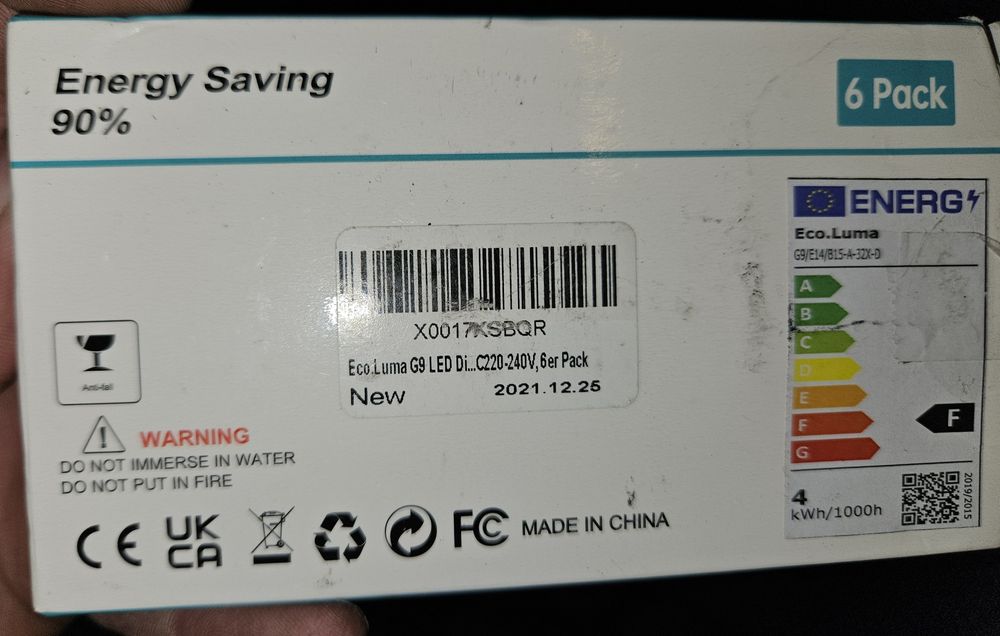 Energy Saving
90%
6 Pack
ENERG
Eco.Luma
G9/E14/B15-A-32X-D
A
B
C
D
E
F
G
F
4
kWh/1000h
2019/2015
X0017KSBQR
Eco.Luma G9 LED Di...C220-240V, 6er Pack
New
2021.12.25
Anti-fall
WARNING
DO NOT IMMERSE IN WATER
DO NOT PUT IN FIRE
CE UK CA FC MADE IN CHINA